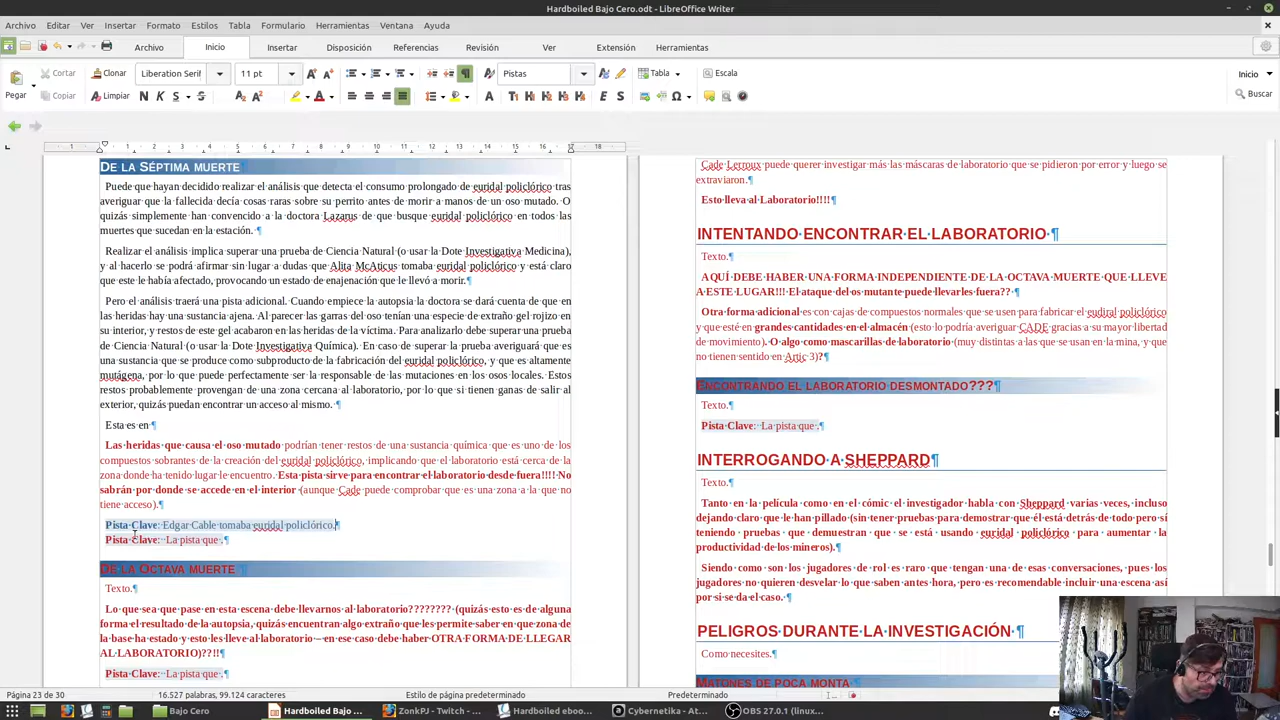 Hardboiled Bajo Cero.odt - LibreOffice Writer
Archivo Editar Ver Insertar Formato Estilos Tabla Formulario Herramientas Ventana Ayuda
Archivo Inicio Insertar Disposición Referencias Revisión Ver Extensión Herramientas
Cortar Clonar Liberation Serif 11 pt Pistas Tabla Escala Inicio
Pegar Copiar Limpiar N K S Buscar
1 1 2 3 4 5 6 7 8 9 10 11 12 13 14 15 16 17 18
De la Séptima muerte¶
Puede que hayan decidido realizar el análisis que detecta el consumo prolongado de euridal policlórico tras
averiguar que la fallecida decía cosas raras sobre su perrito antes de morir a manos de un oso mutado. O
quizás simplemente han convencido a la doctora Lazarus de que busque euridal policlórico en todos las
muertes que sucedan en la estación. ¶
Realizar el análisis implica superar una prueba de Ciencia Natural (o usar la Dote Investigativa Medicina),
y al hacerlo se podrá afirmar sin lugar a dudas que Alita McAticus tomaba euridal policlórico y está claro
que este le había afectado, provocando un estado de enajenación que le llevó a morir.¶
Pero el análisis traerá una pista adicional. Cuando empiece la autopsia la doctora se dará cuenta de que en
las heridas hay una sustancia ajena. Al parecer las garras del oso tenían una especie de extraño gel rojizo en
su interior, y restos de este gel acabaron en las heridas de la víctima. Para analizarlo debe superar una prueba
de Ciencia Natural (o usar la Dote Investigativa Química). En caso de superar la prueba averiguará que es
una sustancia que se produce como subproducto de la fabricación del euridal policlórico, y que es altamente
mutágena, por lo que puede perfectamente ser la responsable de las mutaciones en los osos locales. Estos
restos probablemente provengan de una zona cercana al laboratorio, por lo que si tienen ganas de salir al
exterior, quizás puedan encontrar un acceso al mismo. ¶
Esta es en¶
Las heridas que causa el oso mutado podrían tener restos de una sustancia química que es uno de los
compuestos sobrantes de la creación del euridal policlórico, implicando que el laboratorio está cerca de la
zona donde ha tenido lugar le encuentro. Esta pista sirve para encontrar el laboratorio desde fuera!!!! No
sabrán por donde se accede en el interior (aunque Cade puede comprobar que es una zona a la que no
tiene acceso).¶
Pista Clave: Edgar Cable tomaba euridal policlórico.¶
Pista Clave: La pista que .¶
De la Octava muerte ¶
Texto.¶
Lo que sea que pase en esta escena debe llevarnos al laboratorio???????? (quizás esto es de alguna
forma el resultado de la autopsia, quizás encuentran algo extraño que les permite saber en que zona de
la base ha estado y esto les lleve al laboratorio – en ese caso debe haber OTRA FORMA DE LLEGAR
AL LABORATORIO)??!!¶
Pista Clave: La pista que .¶
Cade Lerroux puede querer investigar más las máscaras de laboratorio que se pidieron por error y luego se
extraviaron.¶
Esto lleva al Laboratorio!!!!¶
INTENTANDO ENCONTRAR EL LABORATORIO ¶
Texto.¶
AQUÍ DEBE HABER UNA FORMA INDEPENDIENTE DE LA OCTAVA MUERTE QUE LLEVE
A ESTE LUGAR!!! El ataque del os mutante puede llevarles fuera?? ¶
Otra forma adicional es con cajas de compuestos normales que se usen para fabricar el eudiral policlórico
y que esté en grandes cantidades en el almacén (esto lo podría averiguar CADE gracias a su mayor libertad
de movimiento). O algo como mascarillas de laboratorio (muy distintas a las que se usan en la mina, y que
no tienen sentido en Artic 3)?¶
Encontrando el laboratorio desmontado???¶
Texto.¶
Pista Clave: La pista que .¶
INTERROGANDO A SHEPPARD¶
Texto.¶
Tanto en la película como en el cómic el investigador habla con Sheppard varias veces, incluso
dejando claro que le han pillado (sin tener pruebas para demostrar que él está detrás de todo pero sí
teniendo pruebas que demuestran que se está usando euridal policlórico para aumentar la
productividad de los mineros).¶
Siendo como son los jugadores de rol es raro que tengan una de esas conversaciones, pues los
jugadores no quieren desvelar lo que saben antes hora, pero es recomendable incluir una escena así
por si se da el caso. ¶
PELIGROS DURANTE LA INVESTIGACIÓN ¶
Como necesites.¶
Matones de poca monta
Página 23 de 30 16.527 palabras, 99.124 caracteres Estilo de página predeterminado Predeterminado
Bajo Cero Hardboiled Bajo ... ZonkPJ - Twitch - ... Hardboiled eboo... Cybernetika - At... OBS 27.0.1 (linux...